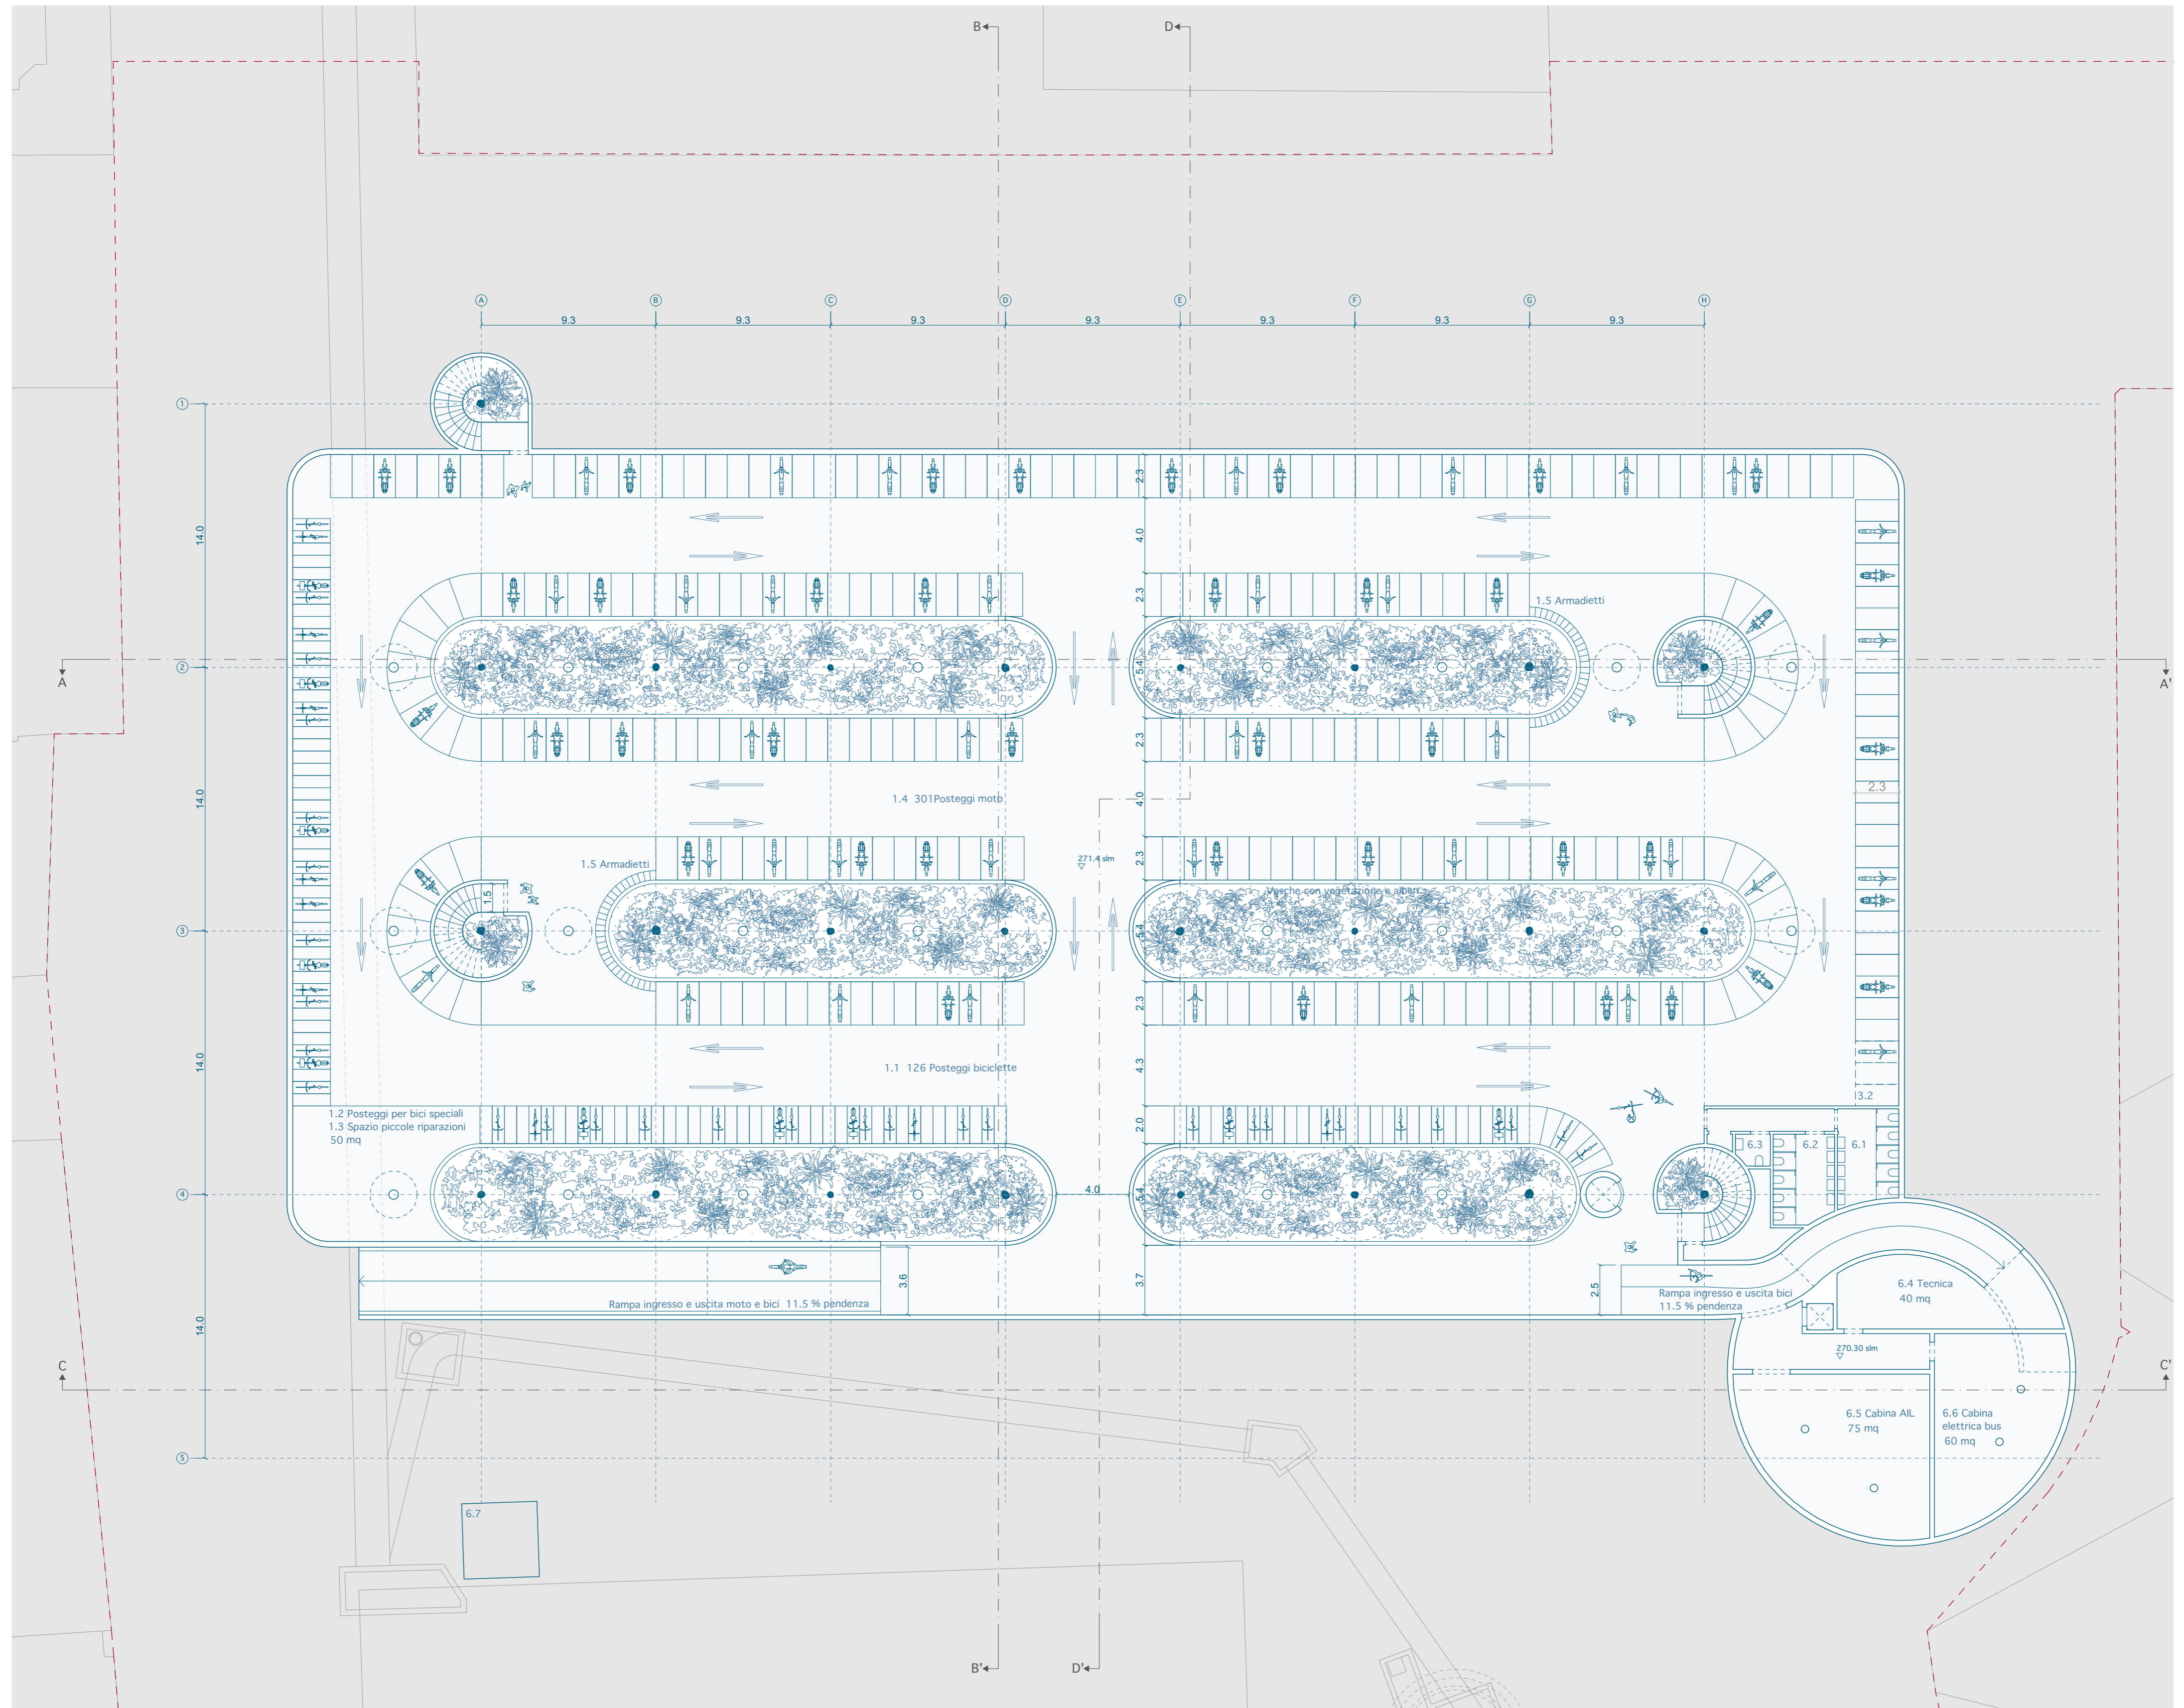 B D
A B C D E F G H
9.3 9.3 9.3 9.3 9.3 9.3 9.3
1
2.3
14.0
4.0
2.3
1.5 Armadietti
A
2
5.4
A'
2.3
14.0
4.0
2.3
1.4 301Posteggi moto
1.5 Armadietti
271.4 slm
2.3
1.5
Vasche con vegetazione e alberi
3
5.4
2.3
14.0
4.3
1.1 126 Posteggi biciclette
3.2
1.2 Posteggi per bici speciali
1.3 Spazio piccole riparazioni
50 mq
2.0
6.3 6.2 6.1
4
4.0
5.4
3.6
3.7
2.5
Rampa ingresso e uscita moto e bici 11.5 % pendenza
Rampa ingresso e uscita bici
11.5 % pendenza
6.4 Tecnica
40 mq
14.0
270.30 slm
C
C'
6.5 Cabina AIL
75 mq
6.6 Cabina
elettrica bus
60 mq
5
6.7
B' D'